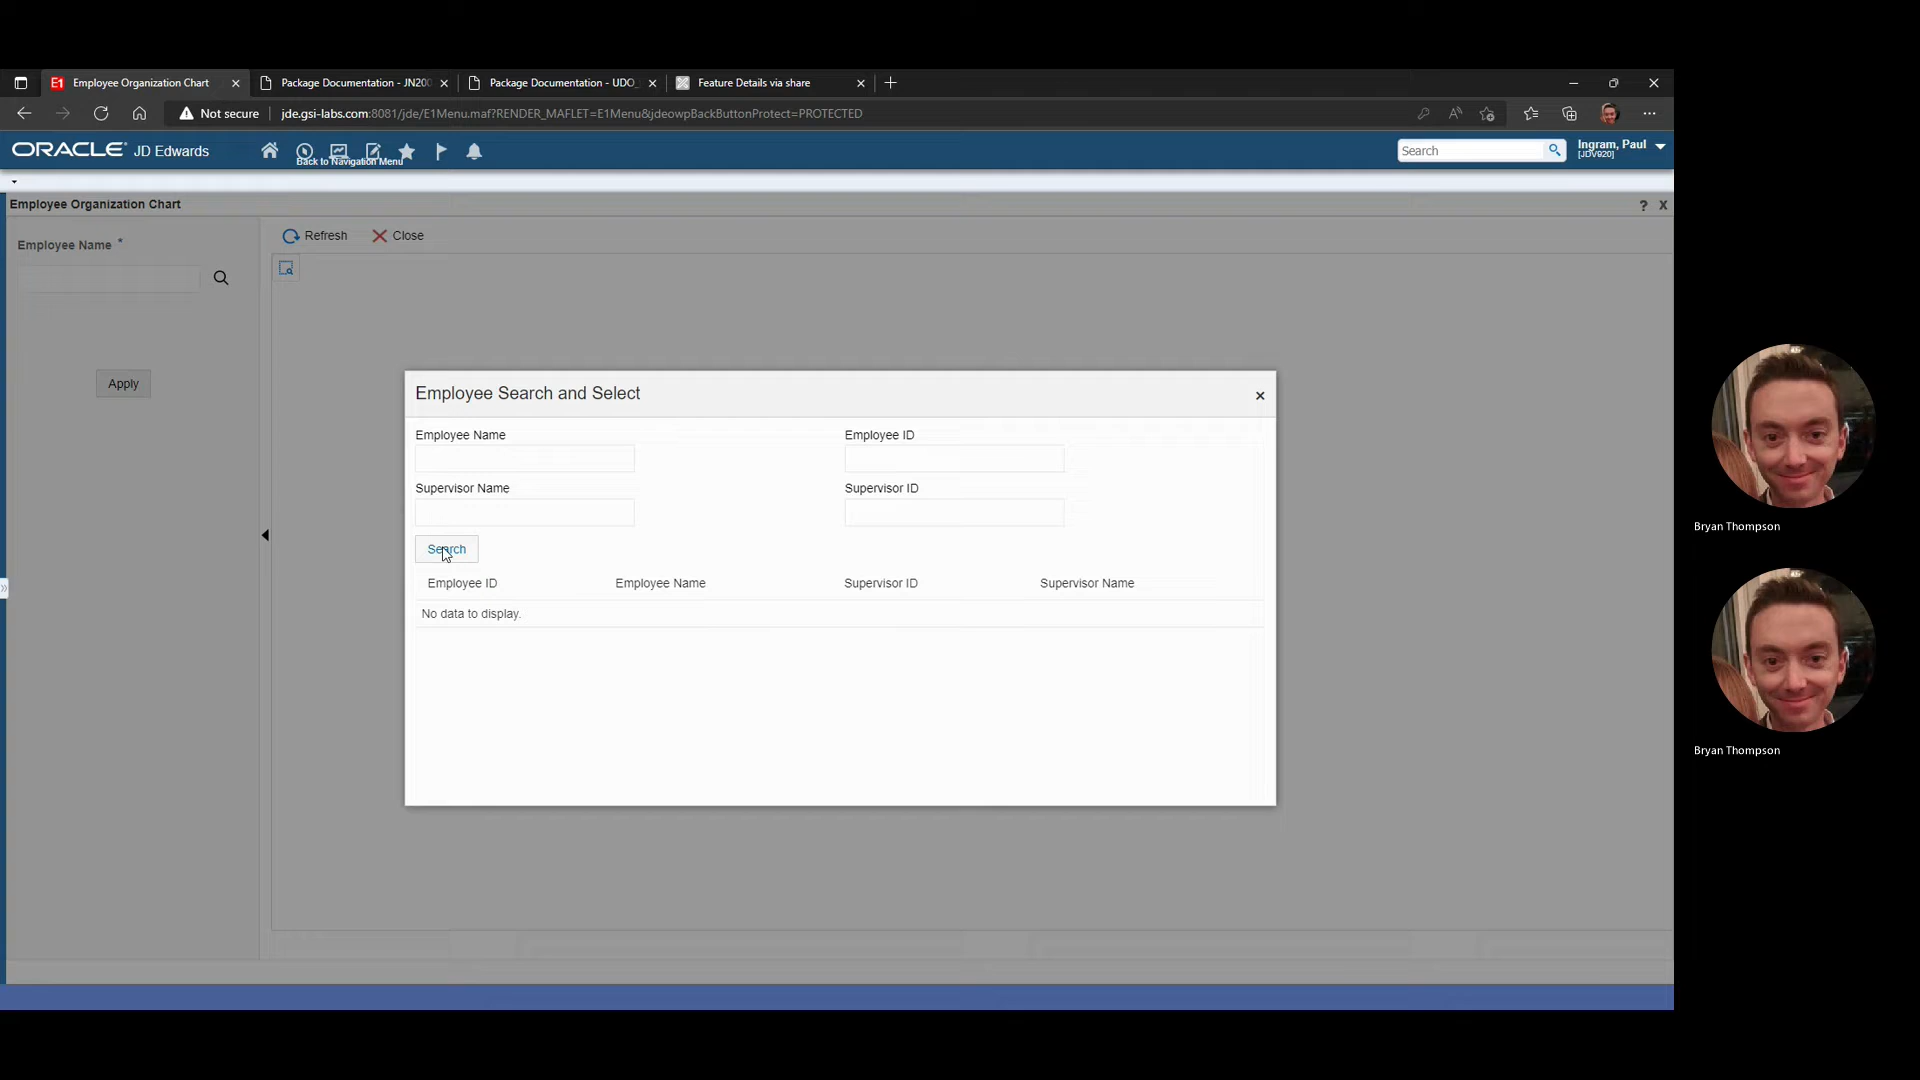 E1 Employee Organization Chart
Package Documentation - JN200
Package Documentation - UDO
Feature Details via share
Not secure
jde.gsi-labs.com:8081/jde/E1Menu.maf?RENDER_MAFLET=E1Menu&jdeowpBackButtonProtect=PROTECTED
ORACLE JD Edwards
Back to Navigation Menu
Search
Ingram, Paul
[JDV920]
Employee Organization Chart
? X
Employee Name *
Refresh
Close
Apply
Employee Search and Select
Employee Name
Employee ID
Supervisor Name
Supervisor ID
Search
Employee ID Employee Name Supervisor ID Supervisor Name
No data to display.
Bryan Thompson
Bryan Thompson